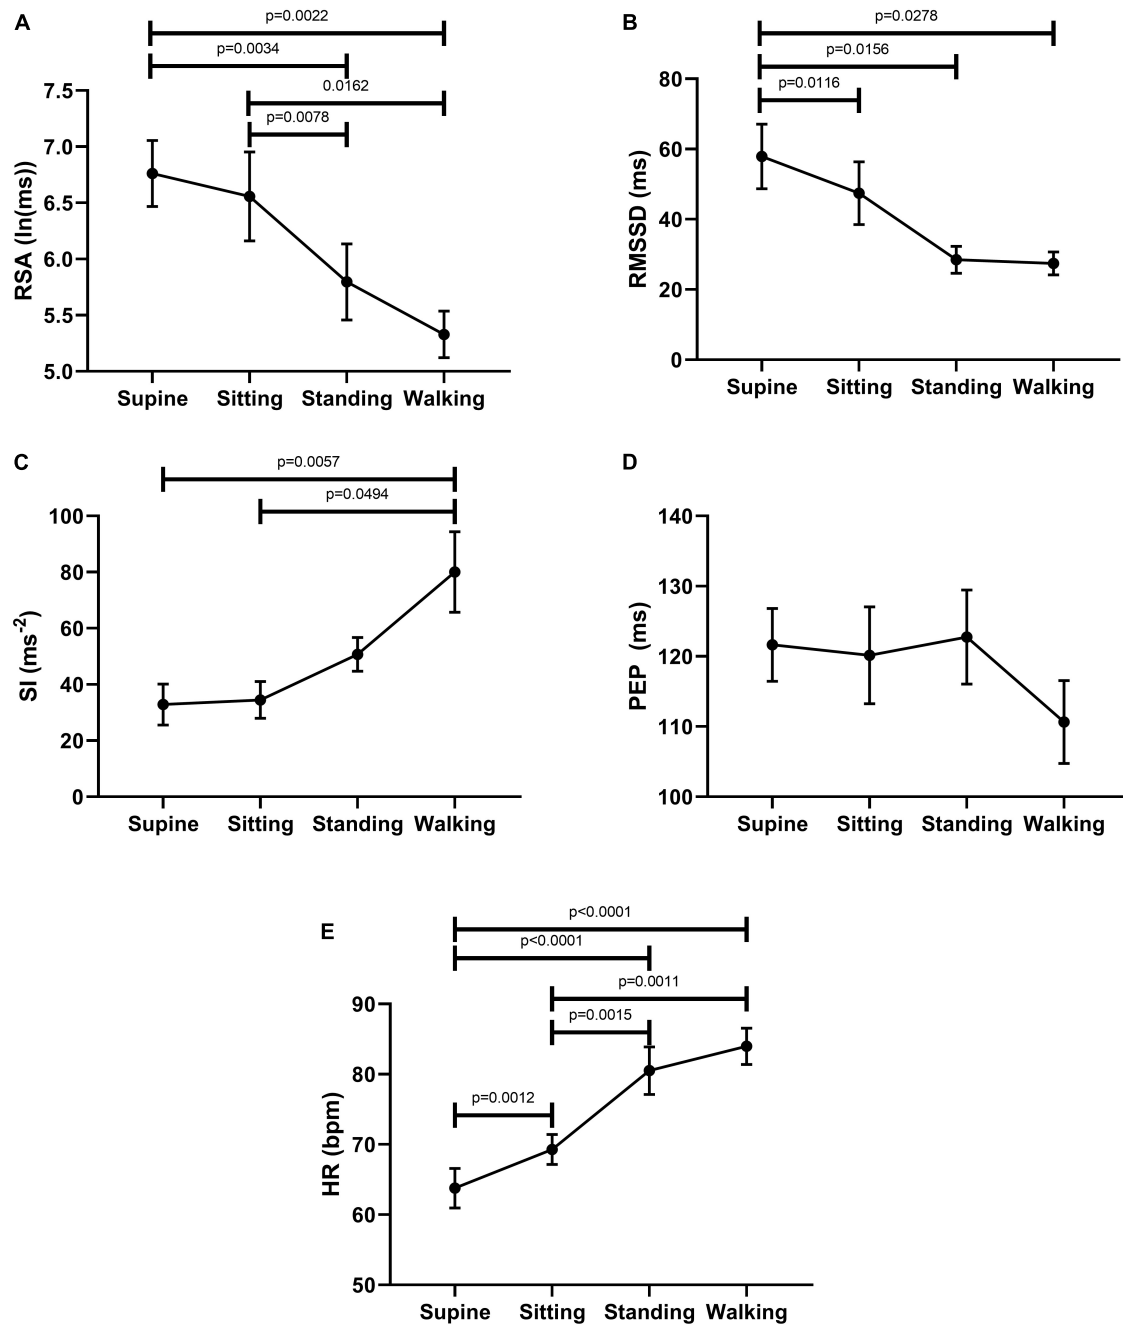 A
p=0.0022
p=0.0034
0.0162
p=0.0078
RSA (ln(ms))
7.5
7.0
6.5
6.0
5.5
5.0
Supine Sitting Standing Walking
B
p=0.0278
p=0.0156
p=0.0116
RMSSD (ms)
80
60
40
20
0
Supine Sitting Standing Walking
C
p=0.0057
p=0.0494
SI (ms-2)
100
80
60
40
20
0
Supine Sitting Standing Walking
D
PEP (ms)
140
130
120
110
100
Supine Sitting Standing Walking
E
p<0.0001
p<0.0001
p=0.0011
p=0.0015
p=0.0012
HR (bpm)
90
80
70
60
50
Supine Sitting Standing Walking